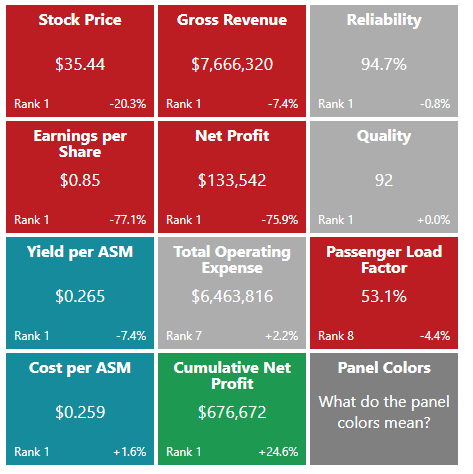 Stock Price
$35.44
Rank 1 -20.3%
Gross Revenue
$7,666,320
Rank 1 -7.4%
Reliability
94.7%
Rank 1 -0.8%
Earnings per
Share
$0.85
Rank 1 -77.1%
Net Profit
$133,542
Rank 1 -75.9%
Quality
92
Rank 1 +0.0%
Yield per ASM
$0.265
Rank 1 -7.4%
Total Operating
Expense
$6,463,816
Rank 7 +2.2%
Passenger Load
Factor
53.1%
Rank 8 -4.4%
Cost per ASM
$0.259
Rank 1 +1.6%
Cumulative Net
Profit
$676,672
Rank 1 +24.6%
Panel Colors
What do the panel
colors mean?